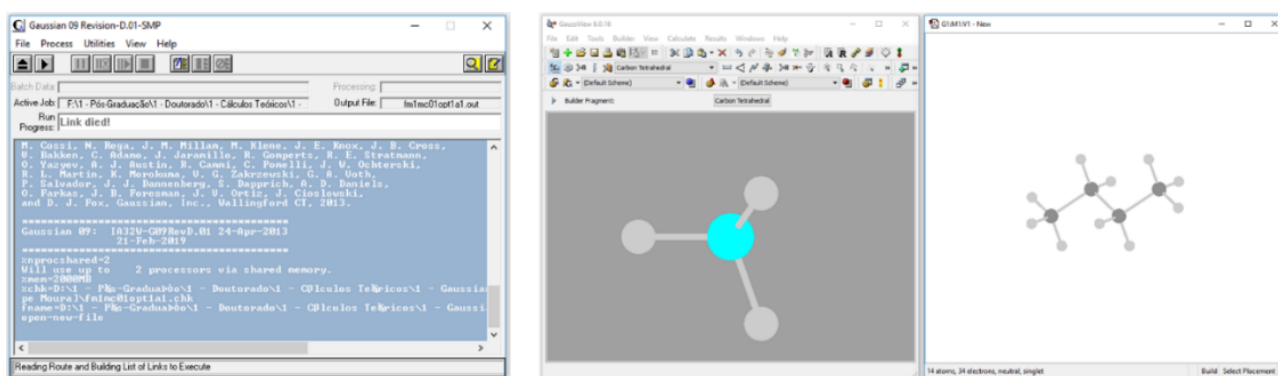 Gaussian 09 Revision-D.01-SMP
File Process Utilities View Help
Batch Data:
Processing:
Active Job: F:\1 - Pós-Graduação\1 - Doutorado\1 - Cálculos Teóricos\1 -
Output File: fm1mc01opt1a1.out
Run Progress: Link died!
M. Cossi, N. Rega, J. M. Millam, M. Klene, J. E. Knox, J. B. Cross,
V. Bakken, C. Adamo, J. Jaramillo, R. Gomperts, R. E. Stratmann,
O. Yazyev, A. J. Austin, R. Cammi, C. Pomelli, J. W. Ochterski,
R. L. Martin, K. Morokuma, V. G. Zakrzewski, G. A. Voth,
P. Salvador, J. J. Dannenberg, S. Dapprich, A. D. Daniels,
O. Farkas, J. B. Foresman, J. V. Ortiz, J. Cioslowski,
and D. J. Fox, Gaussian, Inc., Wallingford CT, 2013.
******************************************
Gaussian 09: IA32W-G09RevD.01 24-Apr-2013
21-Feb-2019
******************************************
%nprocshared=2
Will use up to 2 processors via shared memory.
%mem=2000MB
Reading Route and Building List of Links to Execute
GaussView 6.0.16
File Edit Tools Builder View Calculate Results Windows Help
Carbon Tetrahedral
(Default Scheme)
(Default Scheme)
Builder Fragment:
Carbon Tetrahedral
G1:M1:V1 - New
14 atoms, 34 electrons, neutral, singlet
Build Select Placement